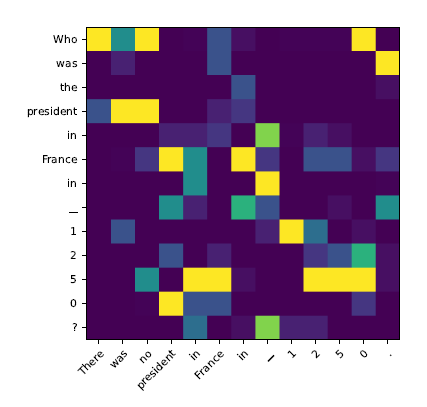 Who
was
the
president
in
France
in
—
1
2
5
0
?
There was no president in France in — 1 2 5 0 .